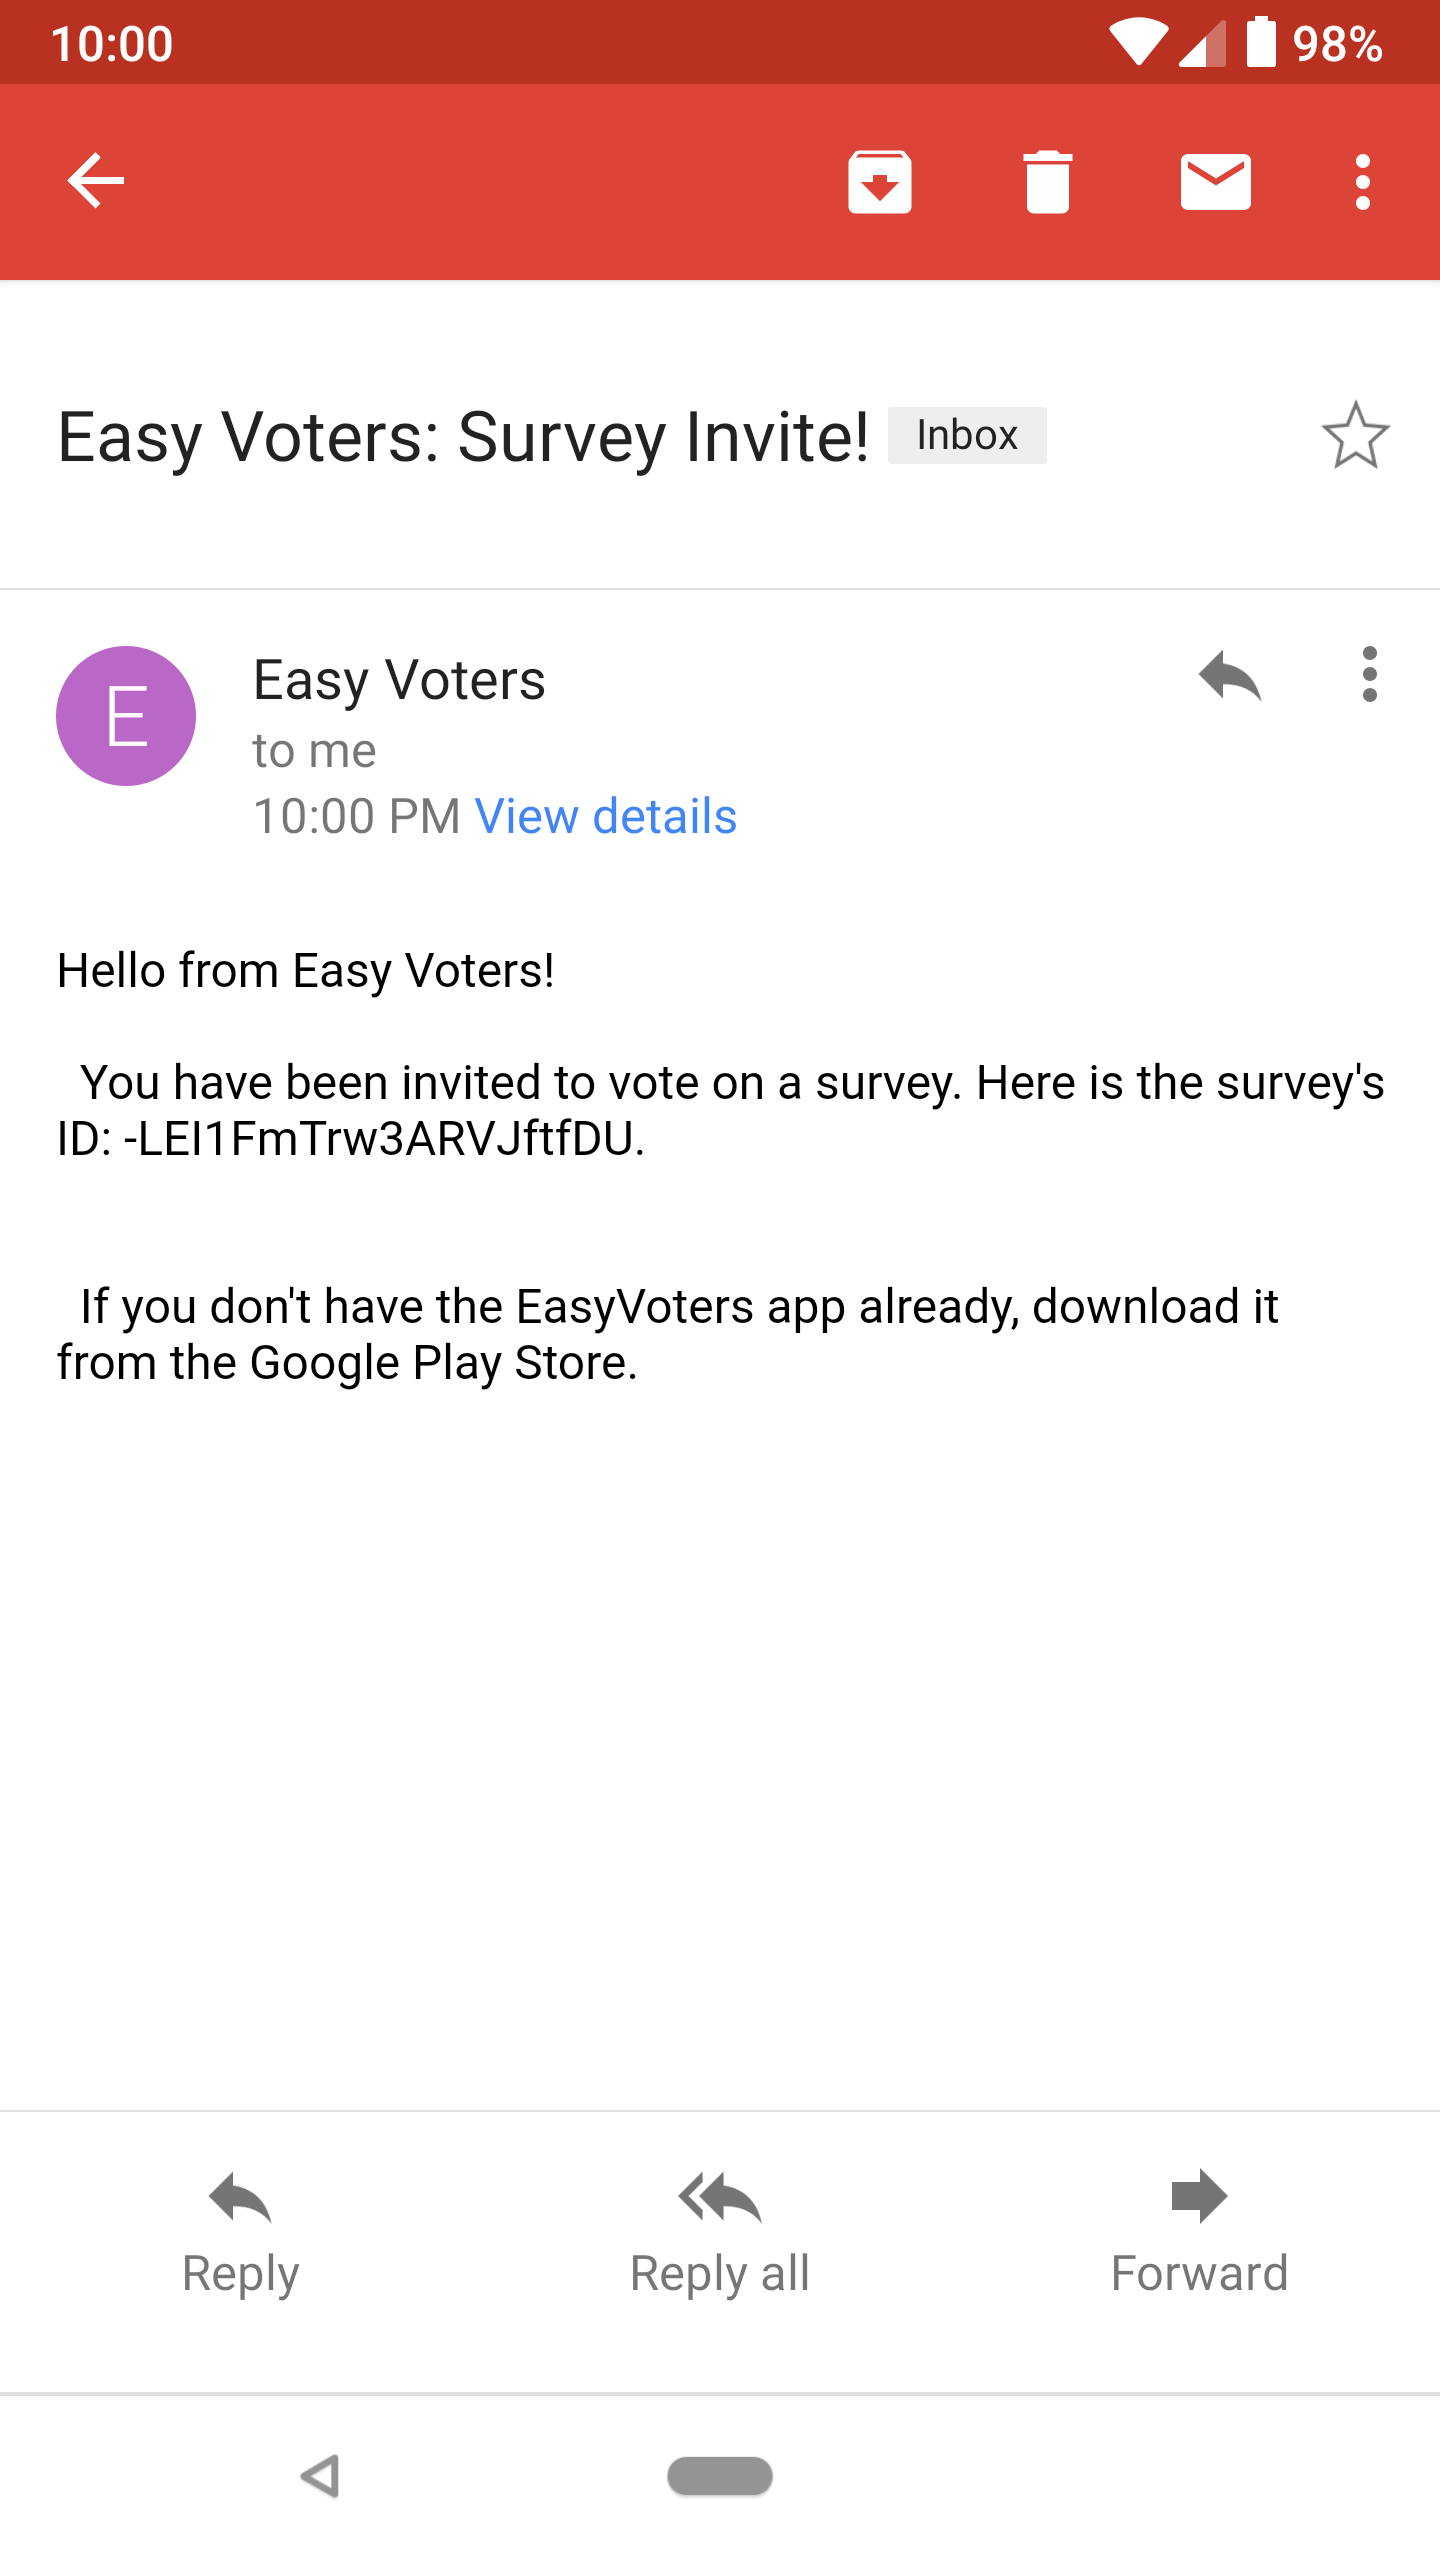 10:00 98%
Easy Voters: Survey Invite! Inbox
E
Easy Voters
to me
10:00 PM View details
Hello from Easy Voters!
You have been invited to vote on a survey. Here is the survey's
ID: -LEI1FmTrw3ARVJftfDU.
If you don't have the EasyVoters app already, download it
from the Google Play Store.
Reply Reply all Forward